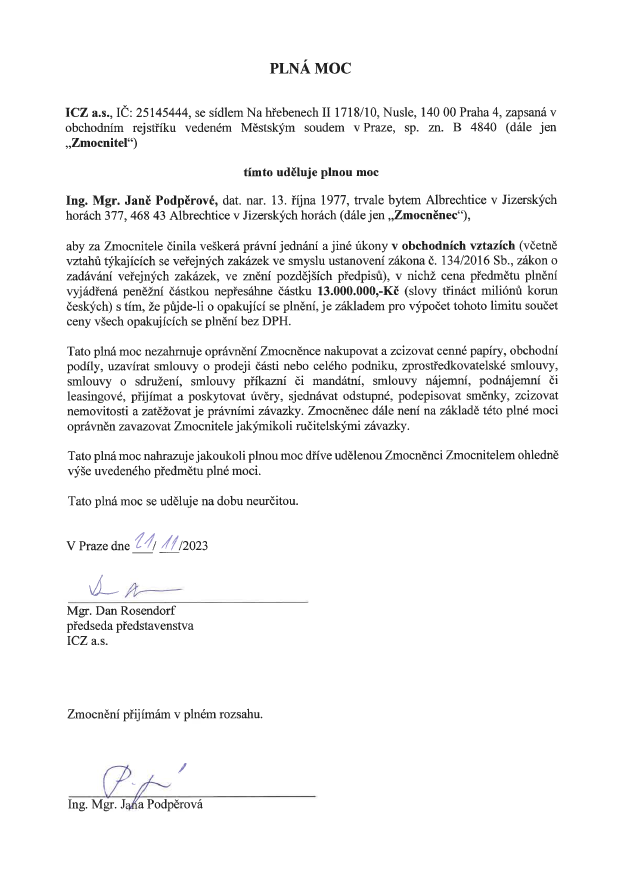 PLNÁ MOC
ICZ a.s., IČ: 25145444, se sídlem Na hřebenech II 1718/10, Nusle, 140 00 Praha 4, zapsaná v
obchodním rejstříku vedeném Městským soudem v Praze, sp. zn. B 4840 (dále jen
„Zmocnitel“)
tímto uděluje plnou moc
Ing. Mgr. Janě Podpěrové, dat. nar. 13. října 1977, trvale bytem Albrechtice v Jizerských
horách 377, 468 43 Albrechtice v Jizerských horách (dále jen „Zmocněnec“),
aby za Zmocnitele činila veškerá právní jednání a jiné úkony v obchodních vztazích (včetně
vztahů týkajících se veřejných zakázek ve smyslu ustanovení zákona č. 134/2016 Sb., zákon o
zadávání veřejných zakázek, ve znění pozdějších předpisů), v nichž cena předmětu plnění
vyjádřená peněžní částkou nepřesáhne částku 13.000.000,-Kč (slovy třináct miliónů korun
českých) s tím, že půjde-li o opakující se plnění, je základem pro výpočet tohoto limitu součet
ceny všech opakujících se plnění bez DPH.
Tato plná moc nezahrnuje oprávnění Zmocněnce nakupovat a zcizovat cenné papíry, obchodní
podíly, uzavírat smlouvy o prodeji části nebo celého podniku, zprostředkovatelské smlouvy,
smlouvy o sdružení, smlouvy příkazní či mandátní, smlouvy nájemní, podnájemní či
leasingové, přijímat a poskytovat úvěry, sjednávat odstupné, podepisovat směnky, zcizovat
nemovitosti a zatěžovat je právními závazky. Zmocněnec dále není na základě této plné moci
oprávněn zavazovat Zmocnitele jakýmikoli ručitelskými závazky.
Tato plná moc nahrazuje jakoukoli plnou moc dříve udělenou Zmocněnci Zmocnitelem ohledně
výše uvedeného předmětu plné moci.
Tato plná moc se uděluje na dobu neurčitou.
V Praze dne 21/ 11/2023
Mgr. Dan Rosendorf
předseda představenstva
ICZ a.s.
Zmocnění přijímám v plném rozsahu.
Ing. Mgr. Jana Podpěrová